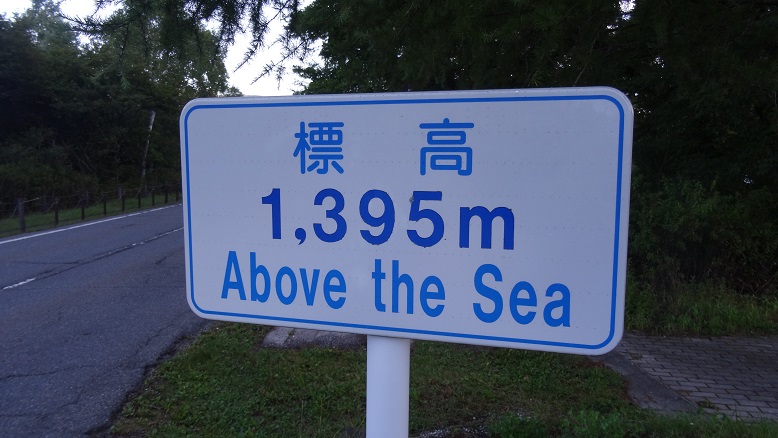 標高
1,395m
Above the Sea